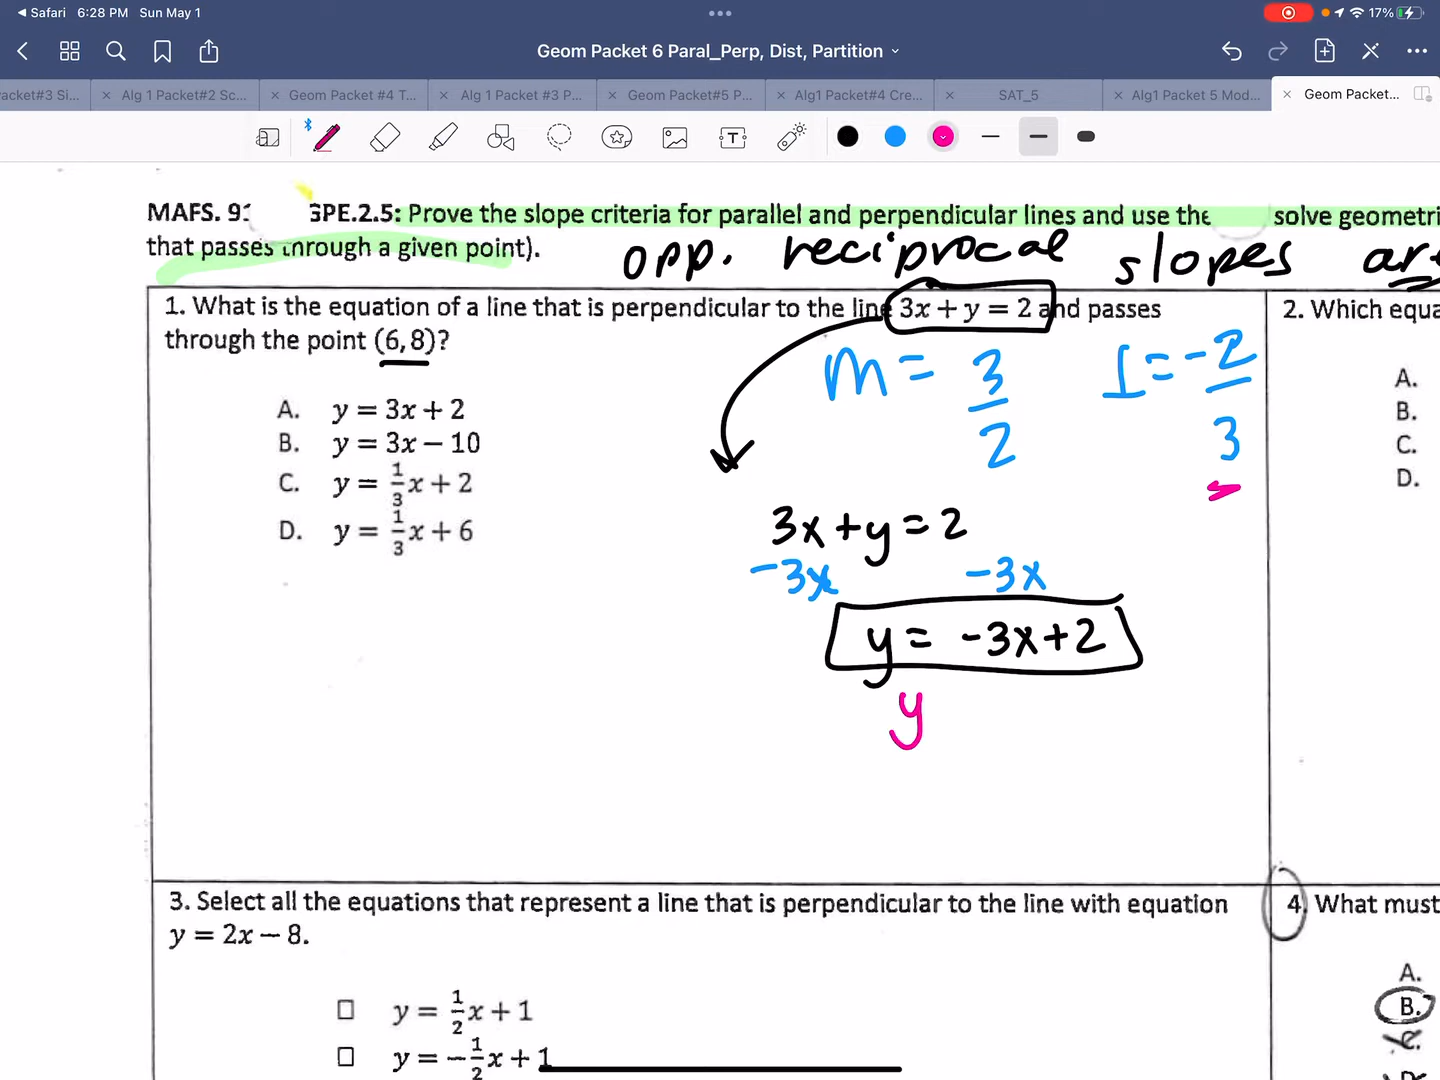 Safari 6:28 PM Sun May 1
17%
Geom Packet 6 Paral_Perp, Dist, Partition
acket#3 Si...
Alg 1 Packet#2 Sc...
Geom Packet #4 T...
Alg 1 Packet #3 P...
Geom Packet#5 P...
Alg1 Packet#4 Cre...
SAT_5
Alg1 Packet 5 Mod...
Geom Packet...
MAFS. 9 GPE.2.5: Prove the slope criteria for parallel and perpendicular lines and use the solve geometri
that passes through a given point).
opp. reciprocal slopes are
1. What is the equation of a line that is perpendicular to the line 3x + y = 2 and passes
through the point (6, 8)?
m = 3/2
⊥ = -2/3
A. y = 3x + 2
B. y = 3x − 10
C. y = 1/3 x + 2
D. y = 1/3 x + 6
3x + y = 2
-3x -3x
y = -3x + 2
y
2. Which equa
A.
B.
C.
D.
3. Select all the equations that represent a line that is perpendicular to the line with equation
y = 2x − 8.
□ y = 1/2 x + 1
□ y = −1/2 x + 1
4. What must
A.
B.
C.
D.